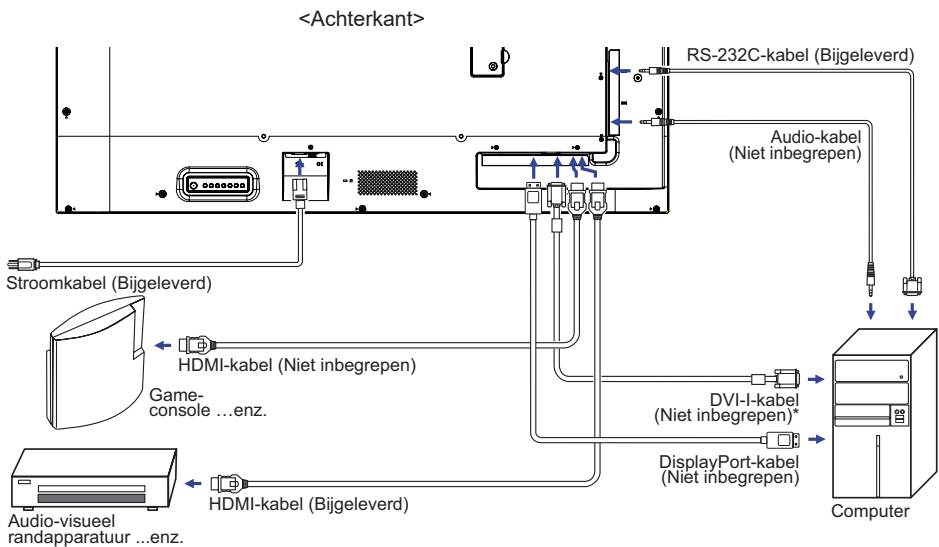 <Achterkant>
RS-232C-kabel (Bijgeleverd)
Audio-kabel
(Niet inbegrepen)
Stroomkabel (Bijgeleverd)
HDMI-kabel (Niet inbegrepen)
Game-
console …enz.
DVI-I-kabel
(Niet inbegrepen)*
DisplayPort-kabel
(Niet inbegrepen)
HDMI-kabel (Bijgeleverd)
Computer
Audio-visueel
randapparatuur ...enz.